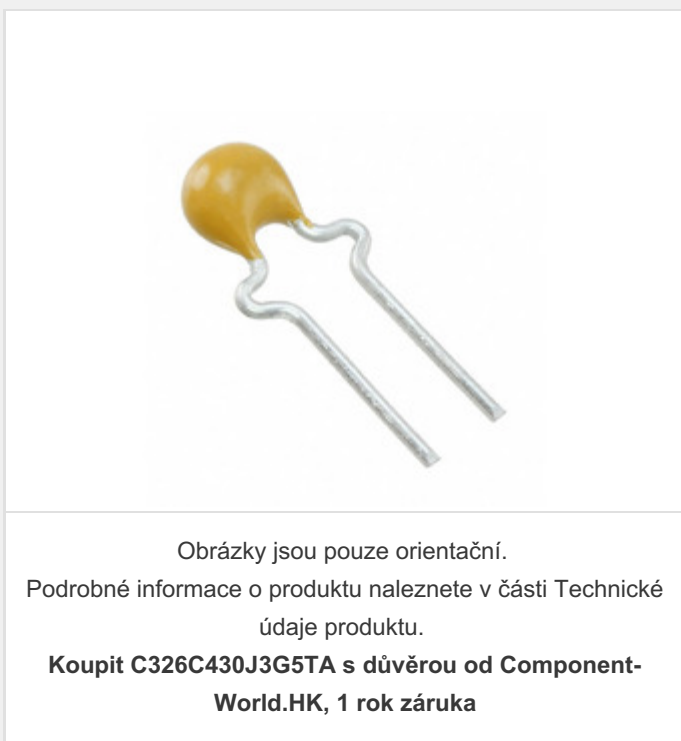 Obrázky jsou pouze orientační.
Podrobné informace o produktu naleznete v části Technické
údaje produktu.
Koupit C326C430J3G5TA s důvěrou od Component-
World.HK, 1 rok záruka